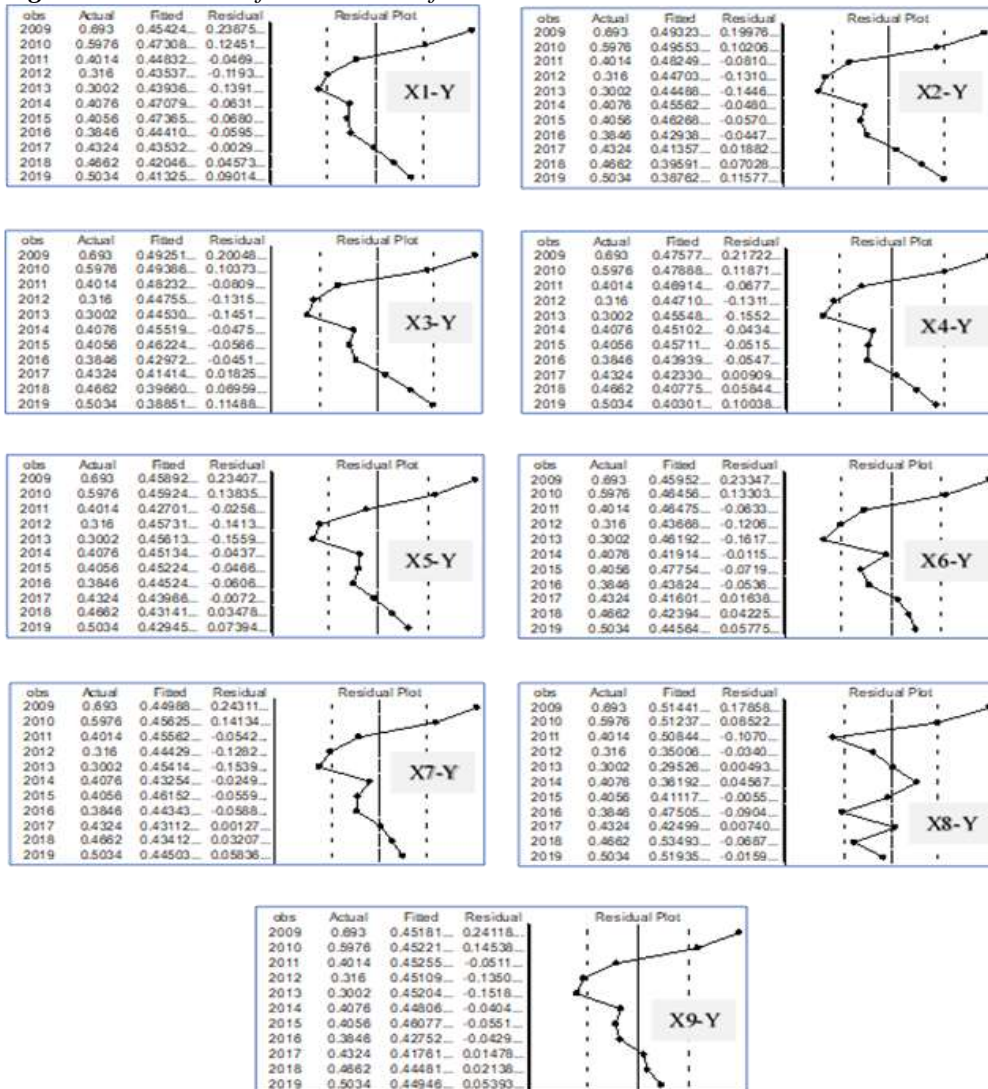 obs Actual Fitted Residual Residual Plot
2009 0.693 0.45424... 0.23875...
2010 0.5976 0.47308... 0.12451...
2011 0.4014 0.44832... -0.0469...
2012 0.316 0.43537... -0.1193...
2013 0.3002 0.43936... -0.1391...
2014 0.4076 0.47079... -0.0631...
2015 0.4056 0.47365... -0.0680...
2016 0.3846 0.44410... -0.0595...
2017 0.4324 0.43532... -0.0029...
2018 0.4662 0.42046... 0.04573...
2019 0.5034 0.41325... 0.09014...
X1-Y
obs Actual Fitted Residual Residual Plot
2009 0.693 0.49323... 0.19976...
2010 0.5976 0.49553... 0.10206...
2011 0.4014 0.48249... -0.0810...
2012 0.316 0.44703... -0.1310...
2013 0.3002 0.44488... -0.1446...
2014 0.4076 0.45562... -0.0480...
2015 0.4056 0.46268... -0.0570...
2016 0.3846 0.42938... -0.0447...
2017 0.4324 0.41357... 0.01882...
2018 0.4662 0.39591... 0.07028...
2019 0.5034 0.38762... 0.11577...
X2-Y
obs Actual Fitted Residual Residual Plot
2009 0.693 0.49251... 0.20048...
2010 0.5976 0.49386... 0.10373...
2011 0.4014 0.48232... -0.0809...
2012 0.316 0.44755... -0.1315...
2013 0.3002 0.44530... -0.1451...
2014 0.4076 0.45519... -0.0475...
2015 0.4056 0.46224... -0.0566...
2016 0.3846 0.42972... -0.0451...
2017 0.4324 0.41414... 0.01825...
2018 0.4662 0.39660... 0.06959...
2019 0.5034 0.38851... 0.11488...
X3-Y
obs Actual Fitted Residual Residual Plot
2009 0.693 0.47577... 0.21722...
2010 0.5976 0.47888... 0.11871...
2011 0.4014 0.46914... -0.0677...
2012 0.316 0.44710... -0.1311...
2013 0.3002 0.45548... -0.1552...
2014 0.4076 0.45102... -0.0434...
2015 0.4056 0.45711... -0.0515...
2016 0.3846 0.43939... -0.0547...
2017 0.4324 0.42330... 0.00909...
2018 0.4662 0.40775... 0.05844...
2019 0.5034 0.40301... 0.10038...
X4-Y
obs Actual Fitted Residual Residual Plot
2009 0.693 0.45892... 0.23407...
2010 0.5976 0.45924... 0.13835...
2011 0.4014 0.42701... -0.0256...
2012 0.316 0.45731... -0.1413...
2013 0.3002 0.45613... -0.1559...
2014 0.4076 0.45134... -0.0437...
2015 0.4056 0.45224... -0.0466...
2016 0.3846 0.44524... -0.0606...
2017 0.4324 0.43966... -0.0072...
2018 0.4662 0.43141... 0.03478...
2019 0.5034 0.42945... 0.07394...
X5-Y
obs Actual Fitted Residual Residual Plot
2009 0.693 0.45952... 0.23347...
2010 0.5976 0.46456... 0.13303...
2011 0.4014 0.46475... -0.0633...
2012 0.316 0.43668... -0.1206...
2013 0.3002 0.46192... -0.1617...
2014 0.4076 0.41914... -0.0115...
2015 0.4056 0.47754... -0.0719...
2016 0.3846 0.43824... -0.0536...
2017 0.4324 0.41601... 0.01638...
2018 0.4662 0.42394... 0.04225...
2019 0.5034 0.44564... 0.05775...
X6-Y
obs Actual Fitted Residual Residual Plot
2009 0.693 0.44988... 0.24311...
2010 0.5976 0.45625... 0.14134...
2011 0.4014 0.45562... -0.0542...
2012 0.316 0.44429... -0.1282...
2013 0.3002 0.45414... -0.1539...
2014 0.4076 0.43254... -0.0249...
2015 0.4056 0.46152... -0.0559...
2016 0.3846 0.44343... -0.0588...
2017 0.4324 0.43112... 0.00127...
2018 0.4662 0.43412... 0.03207...
2019 0.5034 0.44503... 0.05836...
X7-Y
obs Actual Fitted Residual Residual Plot
2009 0.693 0.51441... 0.17858...
2010 0.5976 0.51237... 0.08522...
2011 0.4014 0.50844... -0.1070...
2012 0.316 0.35006... -0.0340...
2013 0.3002 0.29526... 0.00493...
2014 0.4076 0.36192... 0.04567...
2015 0.4056 0.41117... -0.0055...
2016 0.3846 0.47505... -0.0904...
2017 0.4324 0.42499... 0.00740...
2018 0.4662 0.53493... -0.0687...
2019 0.5034 0.51935... -0.0159...
X8-Y
obs Actual Fitted Residual Residual Plot
2009 0.693 0.45181... 0.24118...
2010 0.5976 0.45221... 0.14538...
2011 0.4014 0.45255... -0.0511...
2012 0.316 0.45109... -0.1350...
2013 0.3002 0.45204... -0.1518...
2014 0.4076 0.44806... -0.0404...
2015 0.4056 0.46077... -0.0551...
2016 0.3846 0.42752... -0.0429...
2017 0.4324 0.41761... 0.01478...
2018 0.4662 0.44481... 0.02138...
2019 0.5034 0.44946... 0.05393...
X9-Y